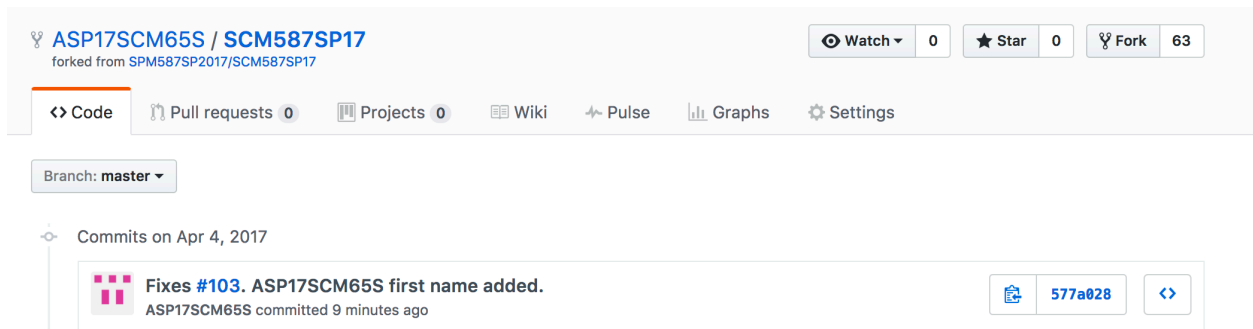 ASP17SCM65S / SCM587SP17
Watch 0 Star 0 Fork 63
forked from SPM587SP2017/SCM587SP17
Code Pull requests 0 Projects 0 Wiki Pulse Graphs Settings
Branch: master
Commits on Apr 4, 2017
Fixes #103. ASP17SCM65S first name added.
577a028
ASP17SCM65S committed 9 minutes ago